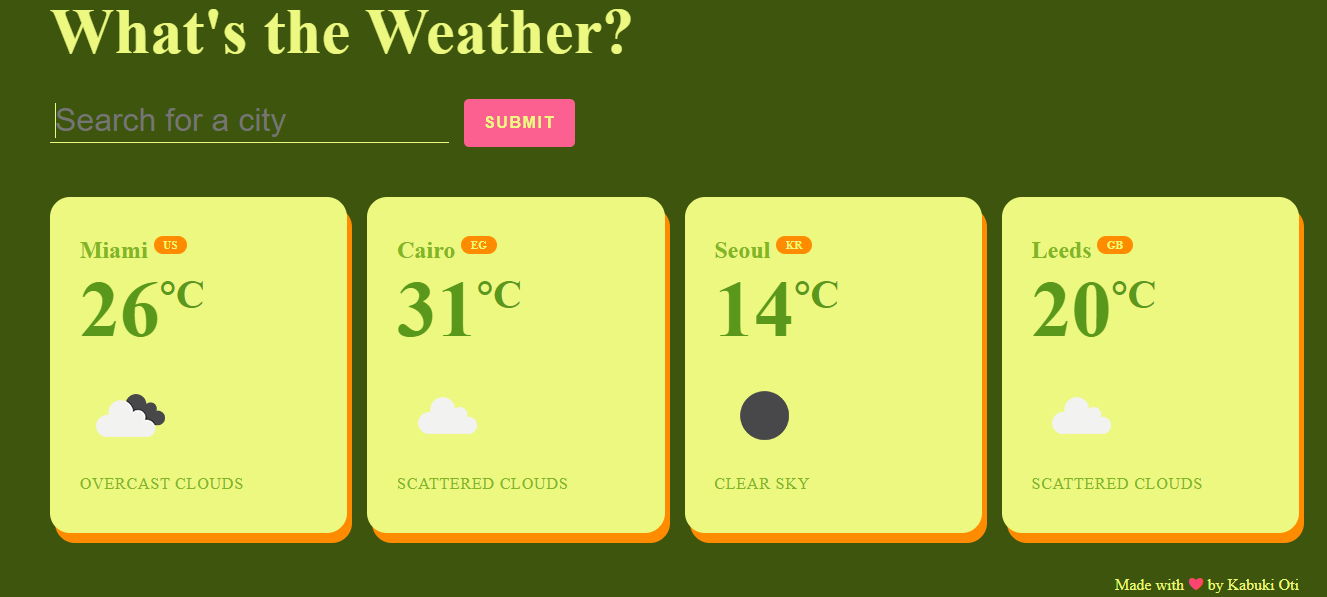 What's the Weather?
Search for a city
SUBMIT
Miami US
26°C
OVERCAST CLOUDS
Cairo EG
31°C
SCATTERED CLOUDS
Seoul KR
14°C
CLEAR SKY
Leeds GB
20°C
SCATTERED CLOUDS
Made with ❤ by Kabuki Oti